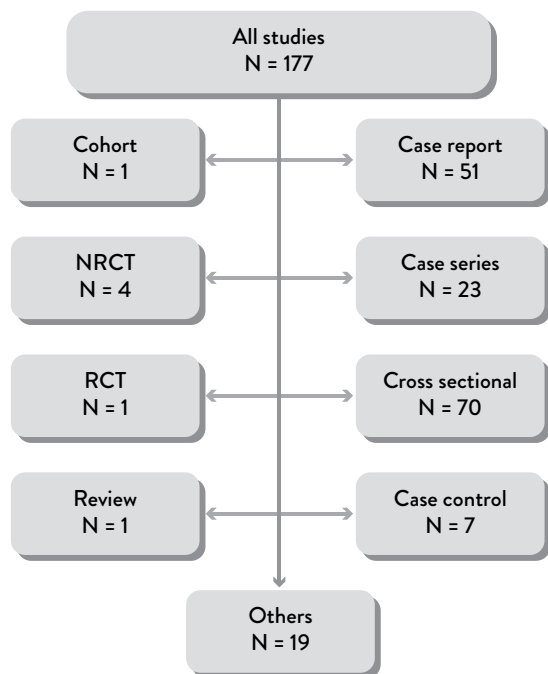 All studies
N = 177
Cohort
N = 1
Case report
N = 51
NRCT
N = 4
Case series
N = 23
RCT
N = 1
Cross sectional
N = 70
Review
N = 1
Case control
N = 7
Others
N = 19